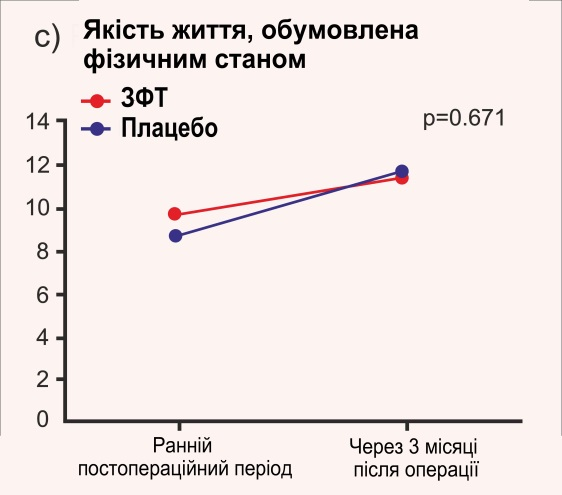 c) Якість життя, обумовлена
фізичним станом
ЗФТ
Плацебо
p=0.671
14
12
10
8
6
4
2
0
Ранній
постопераційний період
Через 3 місяці
після операції